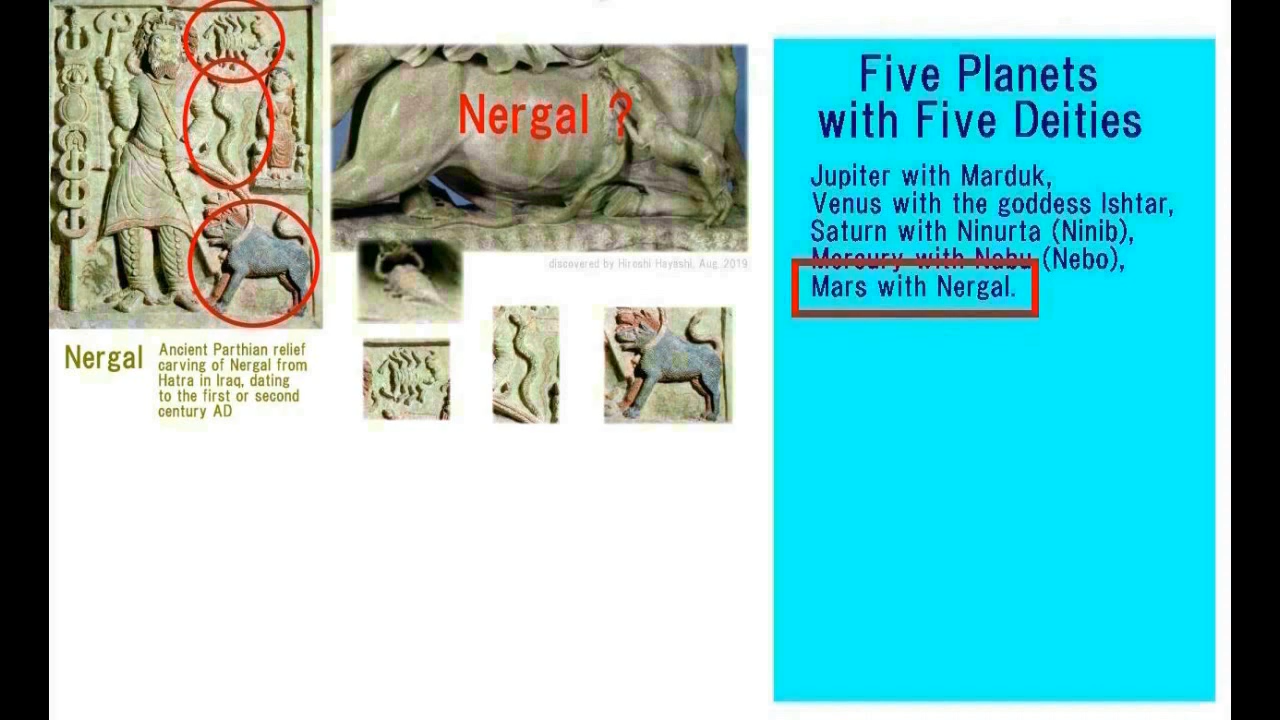 Nergal ?
discovered by Hiroshi Hayashi, Aug. 2019
Nergal
Ancient Parthian relief
carving of Nergal from
Hatra in Iraq, dating
to the first or second
century AD
Five Planets
with Five Deities
Jupiter with Marduk,
Venus with the goddess Ishtar,
Saturn with Ninurta (Ninib),
Mercury with Nabu (Nebo),
Mars with Nergal.